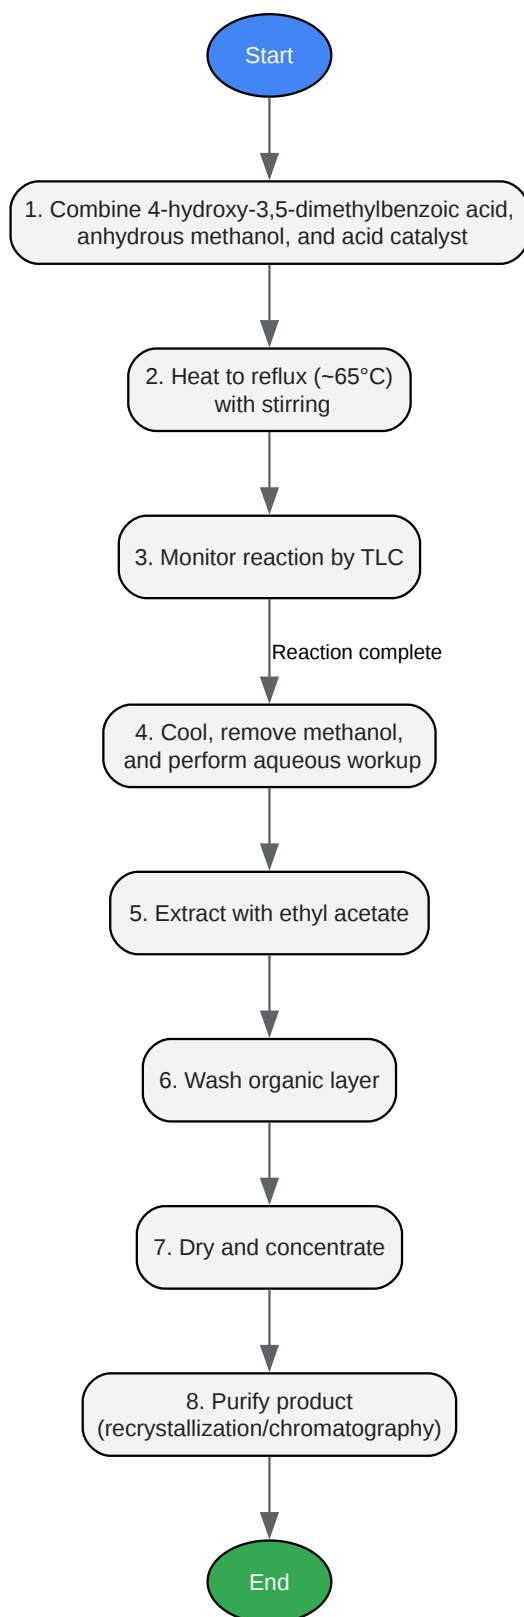 Start
1. Combine 4-hydroxy-3,5-dimethylbenzoic acid,
anhydrous methanol, and acid catalyst
2. Heat to reflux (~65°C)
with stirring
3. Monitor reaction by TLC
Reaction complete
4. Cool, remove methanol,
and perform aqueous workup
5. Extract with ethyl acetate
6. Wash organic layer
7. Dry and concentrate
8. Purify product
(recrystallization/chromatography)
End